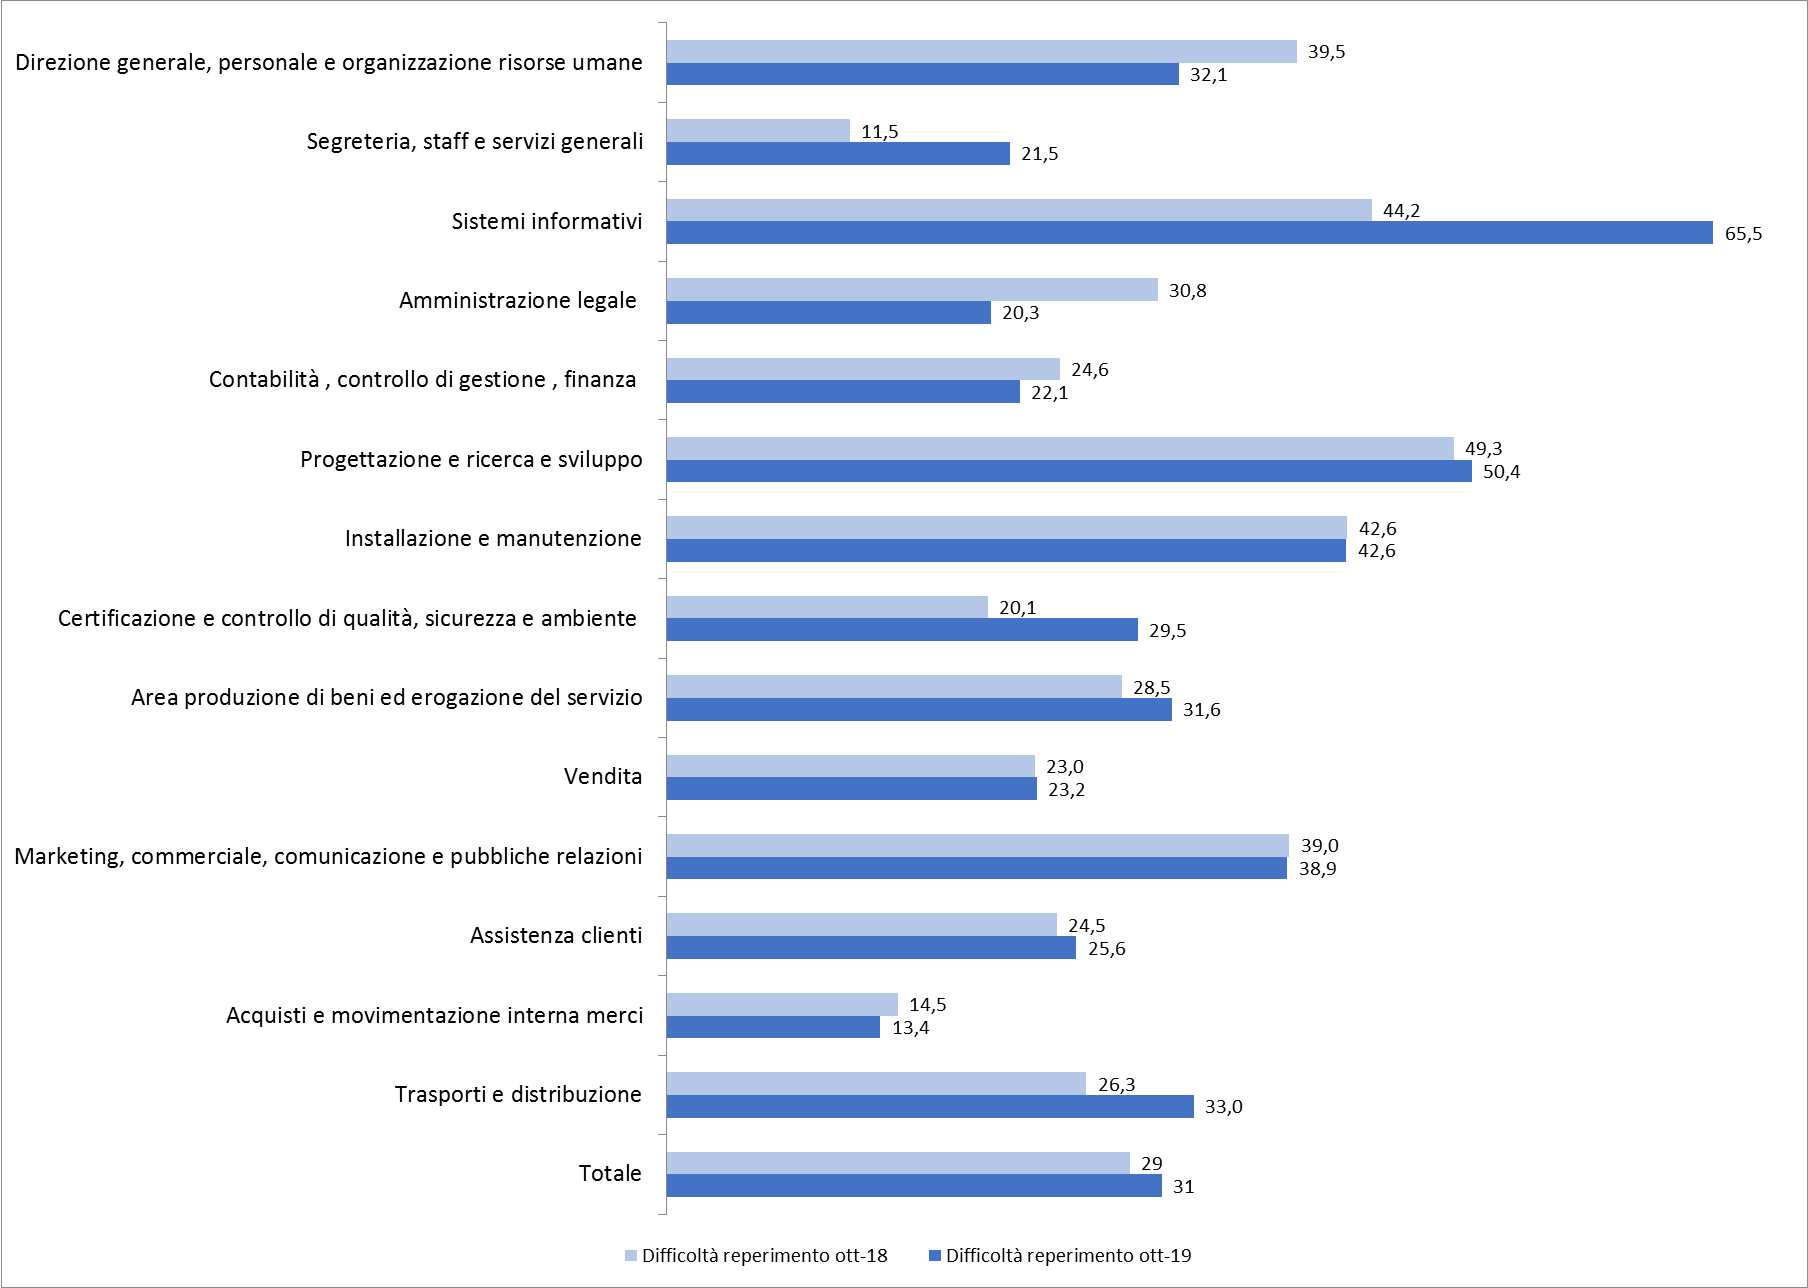 Direzione generale, personale e organizzazione risorse umane
39,5
32,1
Segreteria, staff e servizi generali
11,5
21,5
Sistemi informativi
44,2
65,5
Amministrazione legale
30,8
20,3
Contabilità , controllo di gestione , finanza
24,6
22,1
Progettazione e ricerca e sviluppo
49,3
50,4
Installazione e manutenzione
42,6
42,6
Certificazione e controllo di qualità, sicurezza e ambiente
20,1
29,5
Area produzione di beni ed erogazione del servizio
28,5
31,6
Vendita
23,0
23,2
Marketing, commerciale, comunicazione e pubbliche relazioni
39,0
38,9
Assistenza clienti
24,5
25,6
Acquisti e movimentazione interna merci
14,5
13,4
Trasporti e distribuzione
26,3
33,0
Totale
29
31
Difficoltà reperimento ott-18
Difficoltà reperimento ott-19